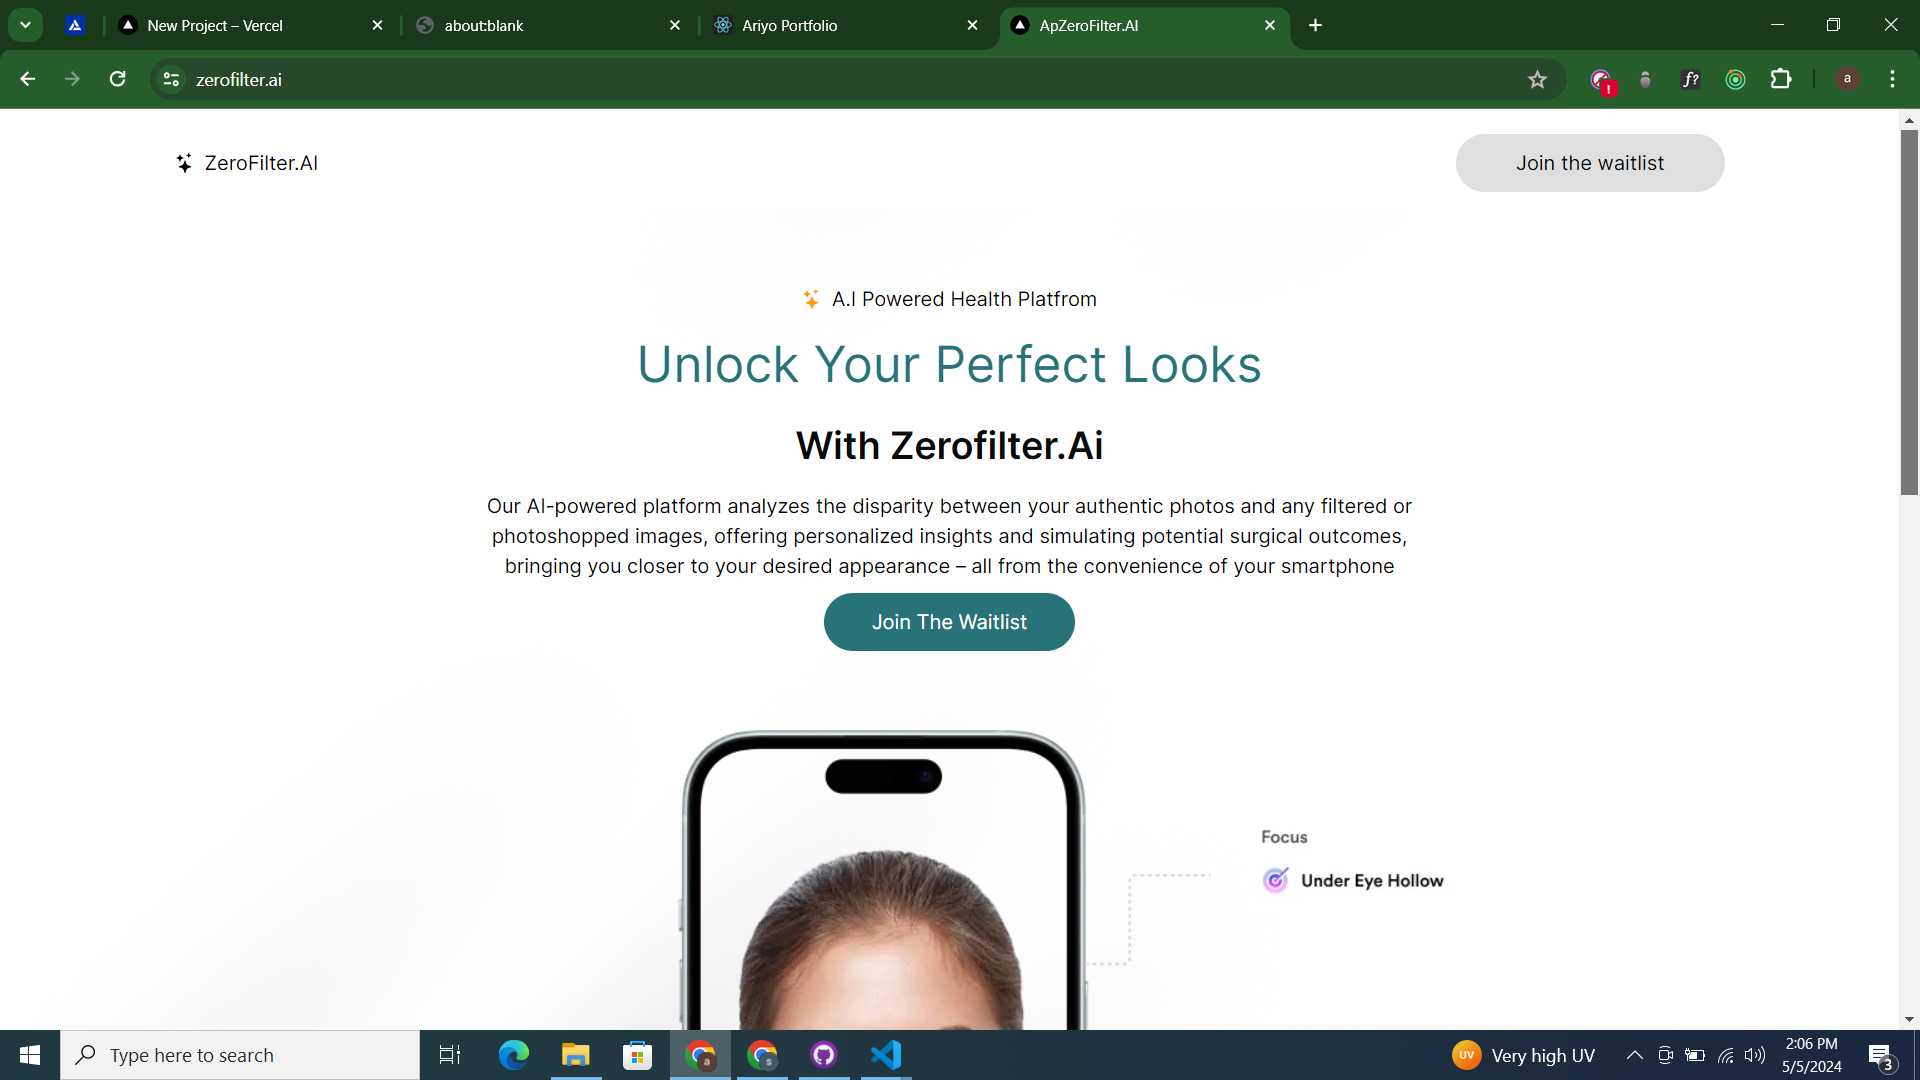 New Project – Vercel
about:blank
Ariyo Portfolio
ApZeroFilter.AI
zerofilter.ai
f?
a
ZeroFilter.AI
Join the waitlist
A.I Powered Health Platfrom
Unlock Your Perfect Looks
With Zerofilter.Ai
Our AI-powered platform analyzes the disparity between your authentic photos and any filtered or
photoshopped images, offering personalized insights and simulating potential surgical outcomes,
bringing you closer to your desired appearance – all from the convenience of your smartphone
Join The Waitlist
Focus
Under Eye Hollow
Type here to search
a
s
UV
Very high UV
2:06 PM
5/5/2024
3